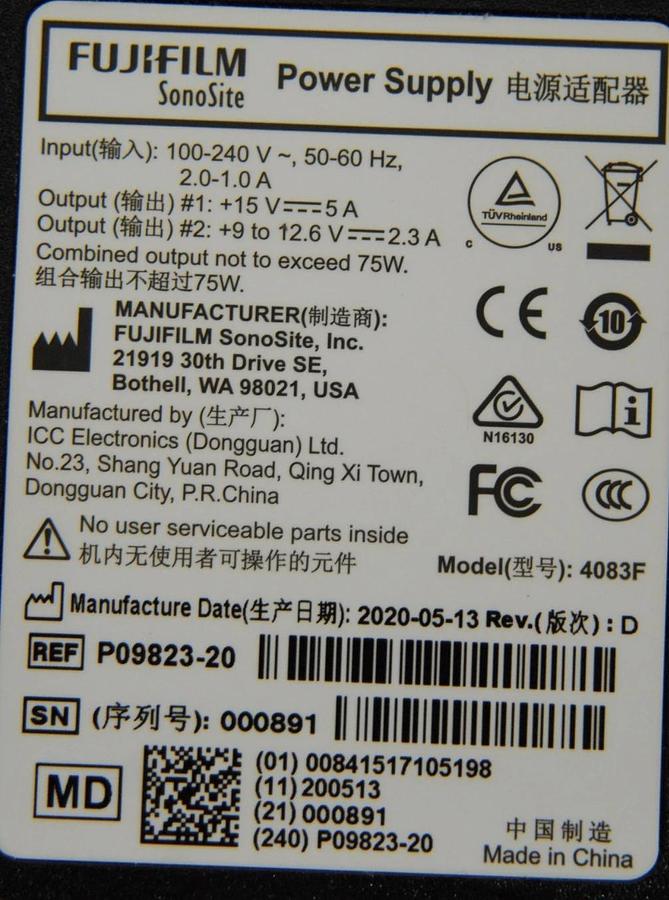 FUJIFILM
SonoSite
Power Supply 电源适配器
Input(输入): 100-240 V ~, 50-60 Hz,
2.0-1.0 A
Output (输出) #1: +15 V⎓5 A
Output (输出) #2: +9 to 12.6 V⎓2.3 A
Combined output not to exceed 75W.
组合输出不超过75W.
TÜVRheinland
C US
MANUFACTURER(制造商):
FUJIFILM SonoSite, Inc.
21919 30th Drive SE,
Bothell, WA 98021, USA
CE
10
Manufactured by (生产厂):
ICC Electronics (Dongguan) Ltd.
No.23, Shang Yuan Road, Qing Xi Town,
Dongguan City, P.R.China
N16130
i
FC
CCC
No user serviceable parts inside
机内无使用者可操作的元件
Model(型号): 4083F
Manufacture Date(生产日期): 2020-05-13 Rev.(版次) : D
REF P09823-20
SN (序列号): 000891
MD
(01) 00841517105198
(11) 200513
(21) 000891
(240) P09823-20
中国制造
Made in China